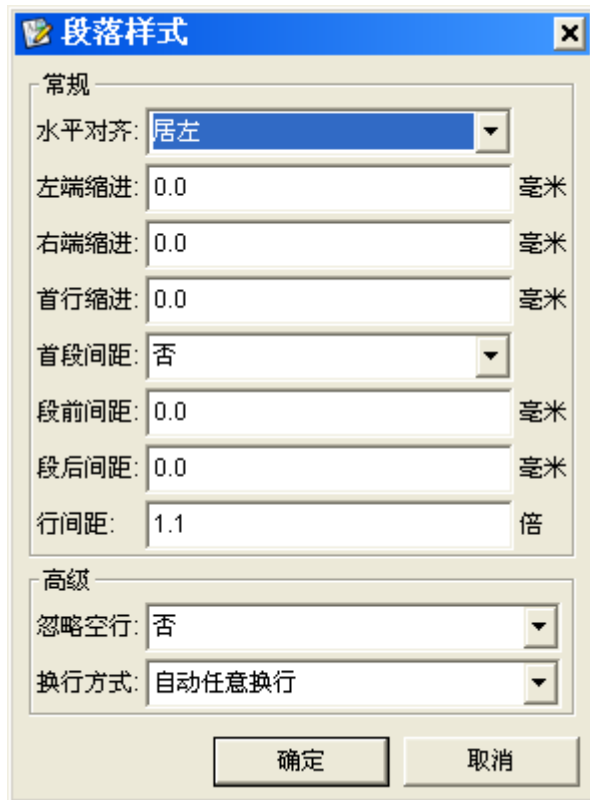 段落样式
常规
水平对齐: 居左
左端缩进: 0.0 毫米
右端缩进: 0.0 毫米
首行缩进: 0.0 毫米
首段间距: 否
段前间距: 0.0 毫米
段后间距: 0.0 毫米
行间距: 1.1 倍
高级
忽略空行: 否
换行方式: 自动任意换行
确定 取消